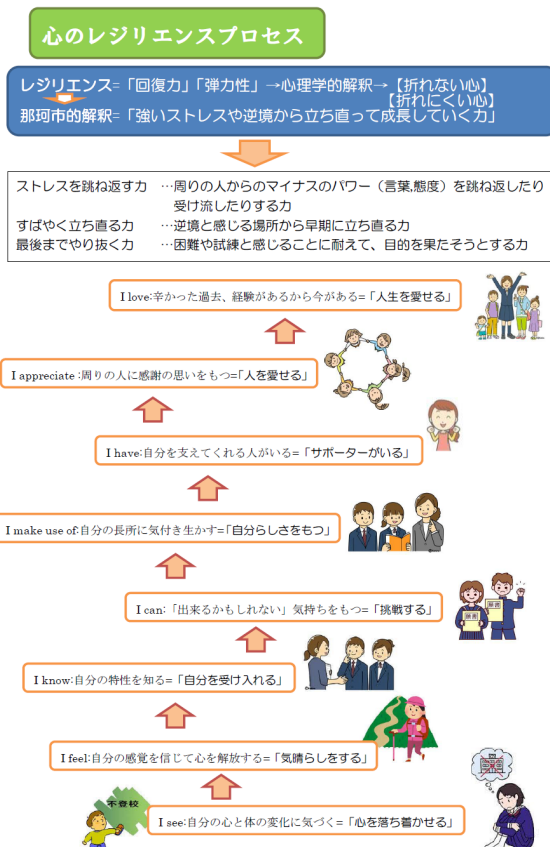 心のレジリエンスプロセス
レジリエンス=「回復力」「弾力性」→心理学的解釈→【折れない心】
【折れにくい心】
那珂市的解釈=「強いストレスや逆境から立ち直って成長していく力」
ストレスを跳ね返す力 …周りの人からのマイナスのパワー（言葉,態度）を跳ね返したり
受け流したりする力
すばやく立ち直る力 …逆境と感じる場所から早期に立ち直る力
最後までやり抜く力 …困難や試練と感じることに耐えて、目的を果たそうとする力
I love:辛かった過去、経験があるから今がある=「人生を愛せる」
I appreciate :周りの人に感謝の思いをもつ=「人を愛せる」
I have:自分を支えてくれる人がいる=「サポーターがいる」
I make use of:自分の長所に気付き生かす=「自分らしさをもつ」
I can:「出来るかもしれない」気持ちをもつ=「挑戦する」
願書
願書
I know:自分の特性を知る=「自分を受け入れる」
I feel:自分の感覚を信じて心を解放する=「気晴らしをする」
不登校
I see:自分の心と体の変化に気づく=「心を落ち着かせる」